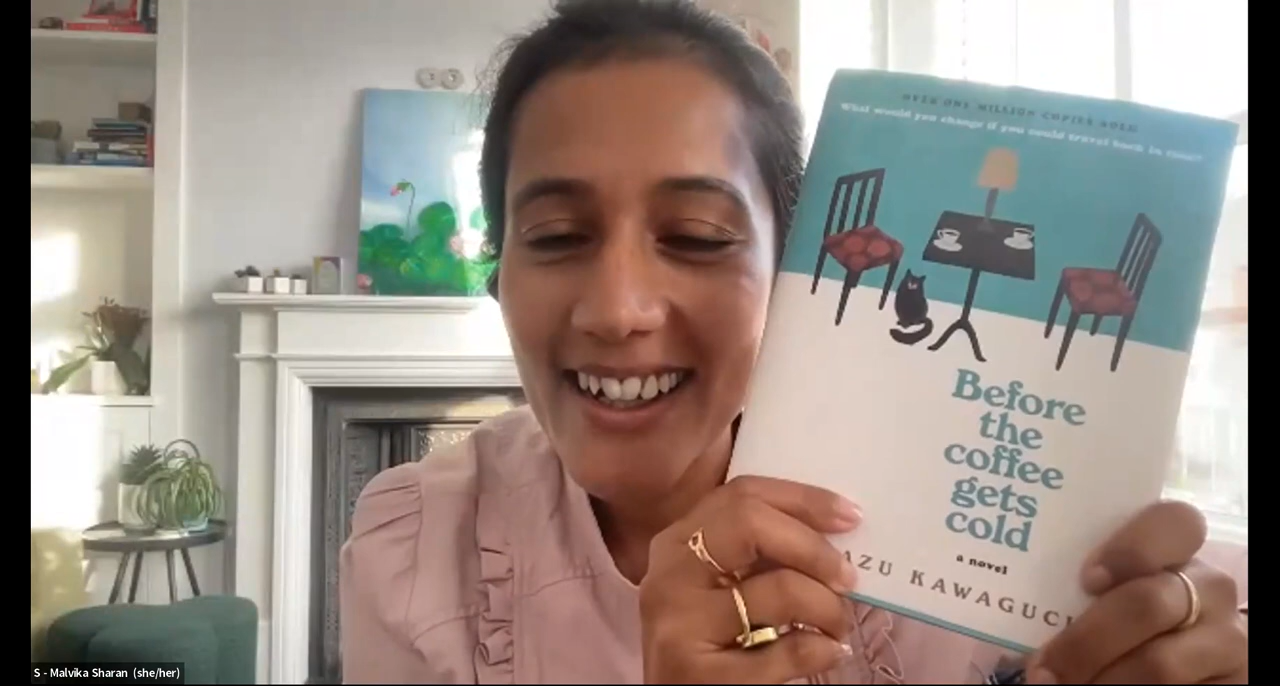 OVER ONE MILLION COPIES SOLD
What would you change if you could travel back in time?
Before
the
coffee
gets
cold
a novel
AZU KAWAGUC
S - Malvika Sharan (she/her)